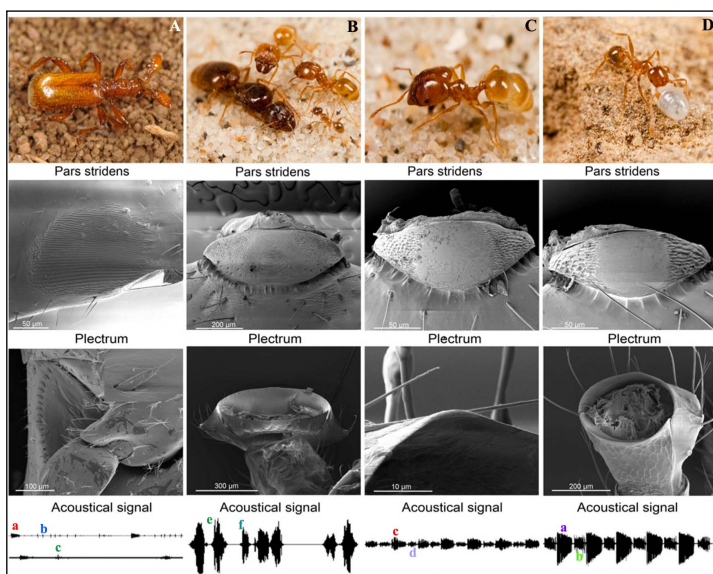 A B C D
Pars stridens Pars stridens Pars stridens Pars stridens
50 µm 200 µm 50 µm 50 µm
Plectrum Plectrum Plectrum Plectrum
100 µm 300 µm 10 µm 200 µm
Acoustical signal Acoustical signal Acoustical signal Acoustical signal
a b e f c d a b
c